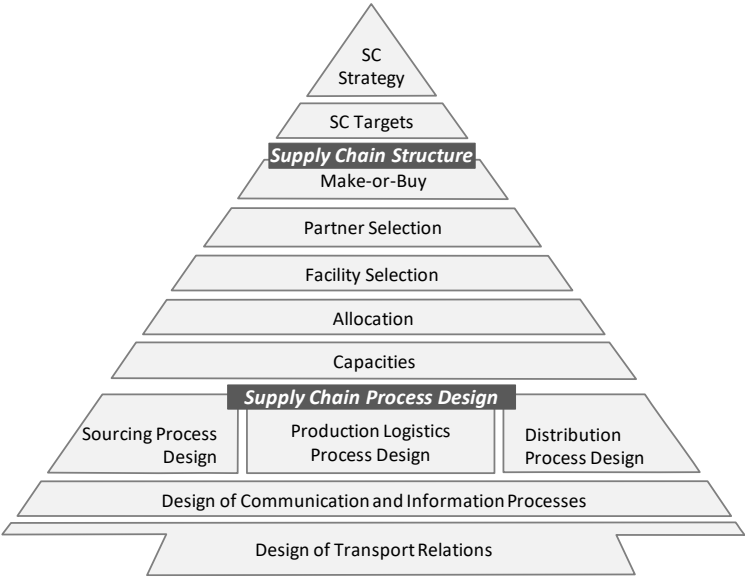 SC
Strategy
SC Targets
Supply Chain Structure
Make-or-Buy
Partner Selection
Facility Selection
Allocation
Capacities
Supply Chain Process Design
Sourcing Process
Design
Production Logistics
Process Design
Distribution
Process Design
Design of Communication and Information Processes
Design of Transport Relations